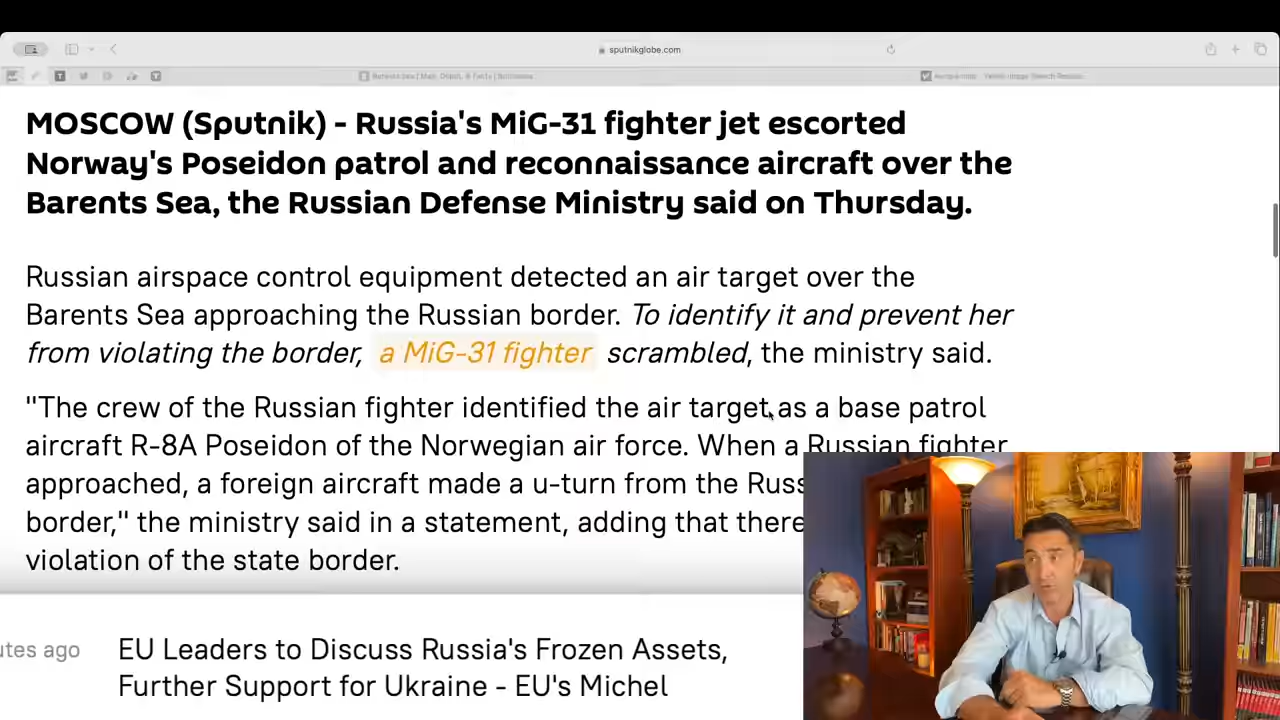 sputnikglobe.com
Barents Sea | Map, Depth, & Facts | Britannica
MOSCOW (Sputnik) - Russia's MiG-31 fighter jet escorted
Norway's Poseidon patrol and reconnaissance aircraft over the
Barents Sea, the Russian Defense Ministry said on Thursday.
Russian airspace control equipment detected an air target over the
Barents Sea approaching the Russian border. To identify it and prevent her
from violating the border, a MiG-31 fighter scrambled, the ministry said.
"The crew of the Russian fighter identified the air target as a base patrol
aircraft R-8A Poseidon of the Norwegian air force. When a Russian fighter
approached, a foreign aircraft made a u-turn from the Russ
border," the ministry said in a statement, adding that there
violation of the state border.
utes ago
EU Leaders to Discuss Russia's Frozen Assets,
Further Support for Ukraine - EU's Michel